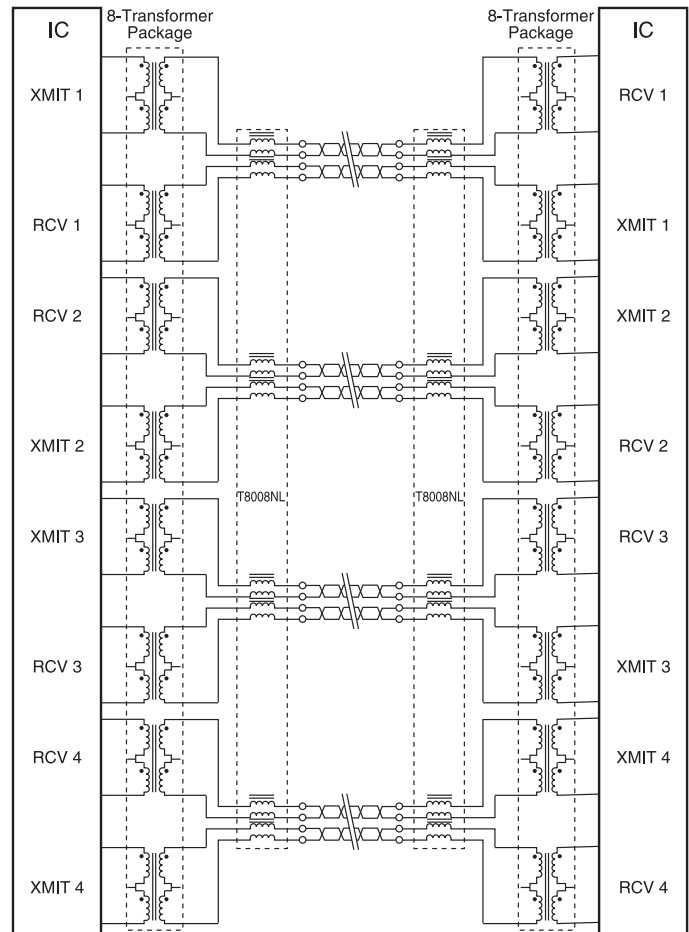 8-Transformer
Package
8-Transformer
Package
IC
IC
XMIT 1
RCV 1
RCV 1
XMIT 1
RCV 2
XMIT 2
XMIT 2
RCV 2
T8008NL
T8008NL
XMIT 3
RCV 3
RCV 3
XMIT 3
RCV 4
XMIT 4
XMIT 4
RCV 4